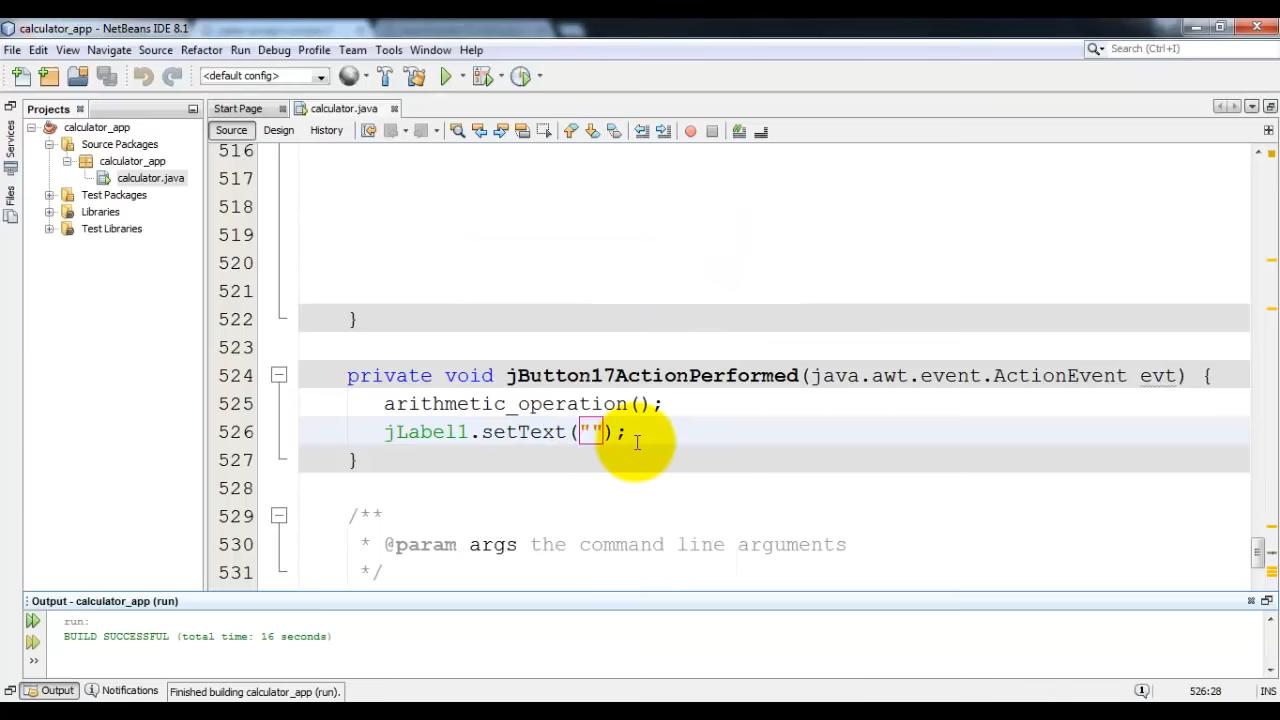 calculator_app - NetBeans IDE 8.1
File Edit View Navigate Source Refactor Run Debug Profile Team Tools Window Help
Search (Ctrl+I)
<default config>
Projects
Start Page
calculator.java
Services
Files
calculator_app
Source Packages
calculator_app
calculator.java
Test Packages
Libraries
Test Libraries
Source Design History
516
517
518
519
520
521
522 }
523
524 private void jButton17ActionPerformed(java.awt.event.ActionEvent evt) {
525 arithmetic_operation();
526 jLabel1.setText("");
527 }
528
529 /**
530 * @param args the command line arguments
531 */
Output - calculator_app (run)
run:
BUILD SUCCESSFUL (total time: 16 seconds)
Output Notifications Finished building calculator_app (run). 526:28 INS